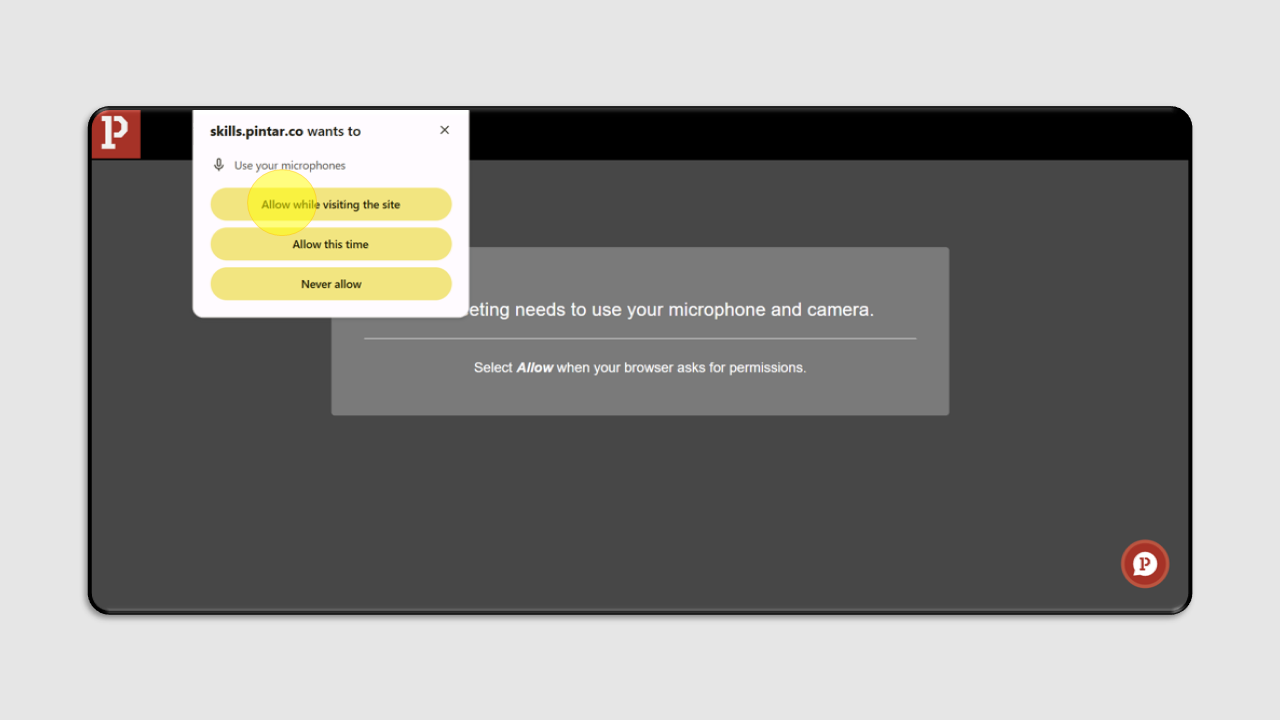 P
skills.pintar.co wants to
Use your microphones
Allow while visiting the site
Allow this time
Never allow
eting needs to use your microphone and camera.
Select Allow when your browser asks for permissions.
P